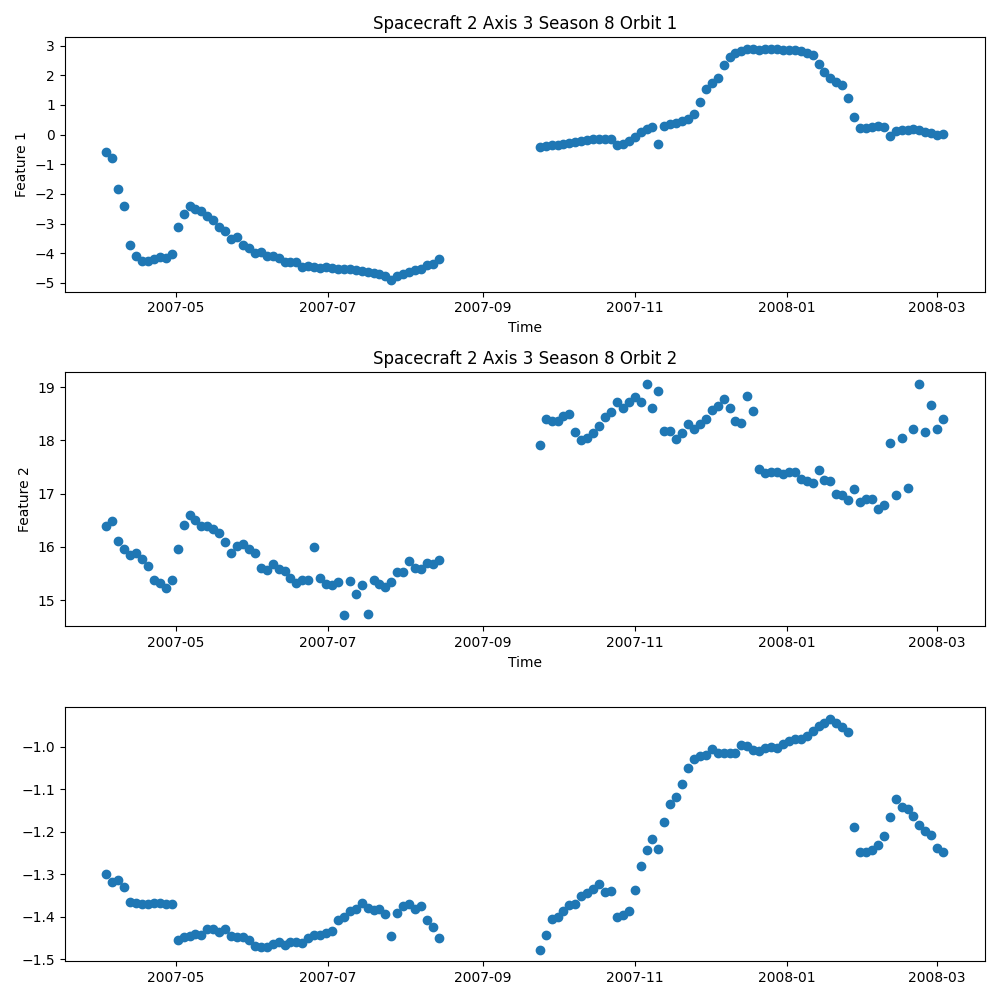 Spacecraft 2 Axis 3 Season 8 Orbit 1
3
2
1
0
−1
−2
−3
−4
−5
Feature 1
2007-05 2007-07 2007-09 2007-11 2008-01 2008-03
Time
Spacecraft 2 Axis 3 Season 8 Orbit 2
19
18
17
16
15
Feature 2
2007-05 2007-07 2007-09 2007-11 2008-01 2008-03
Time
−1.0
−1.1
−1.2
−1.3
−1.4
−1.5
2007-05 2007-07 2007-09 2007-11 2008-01 2008-03